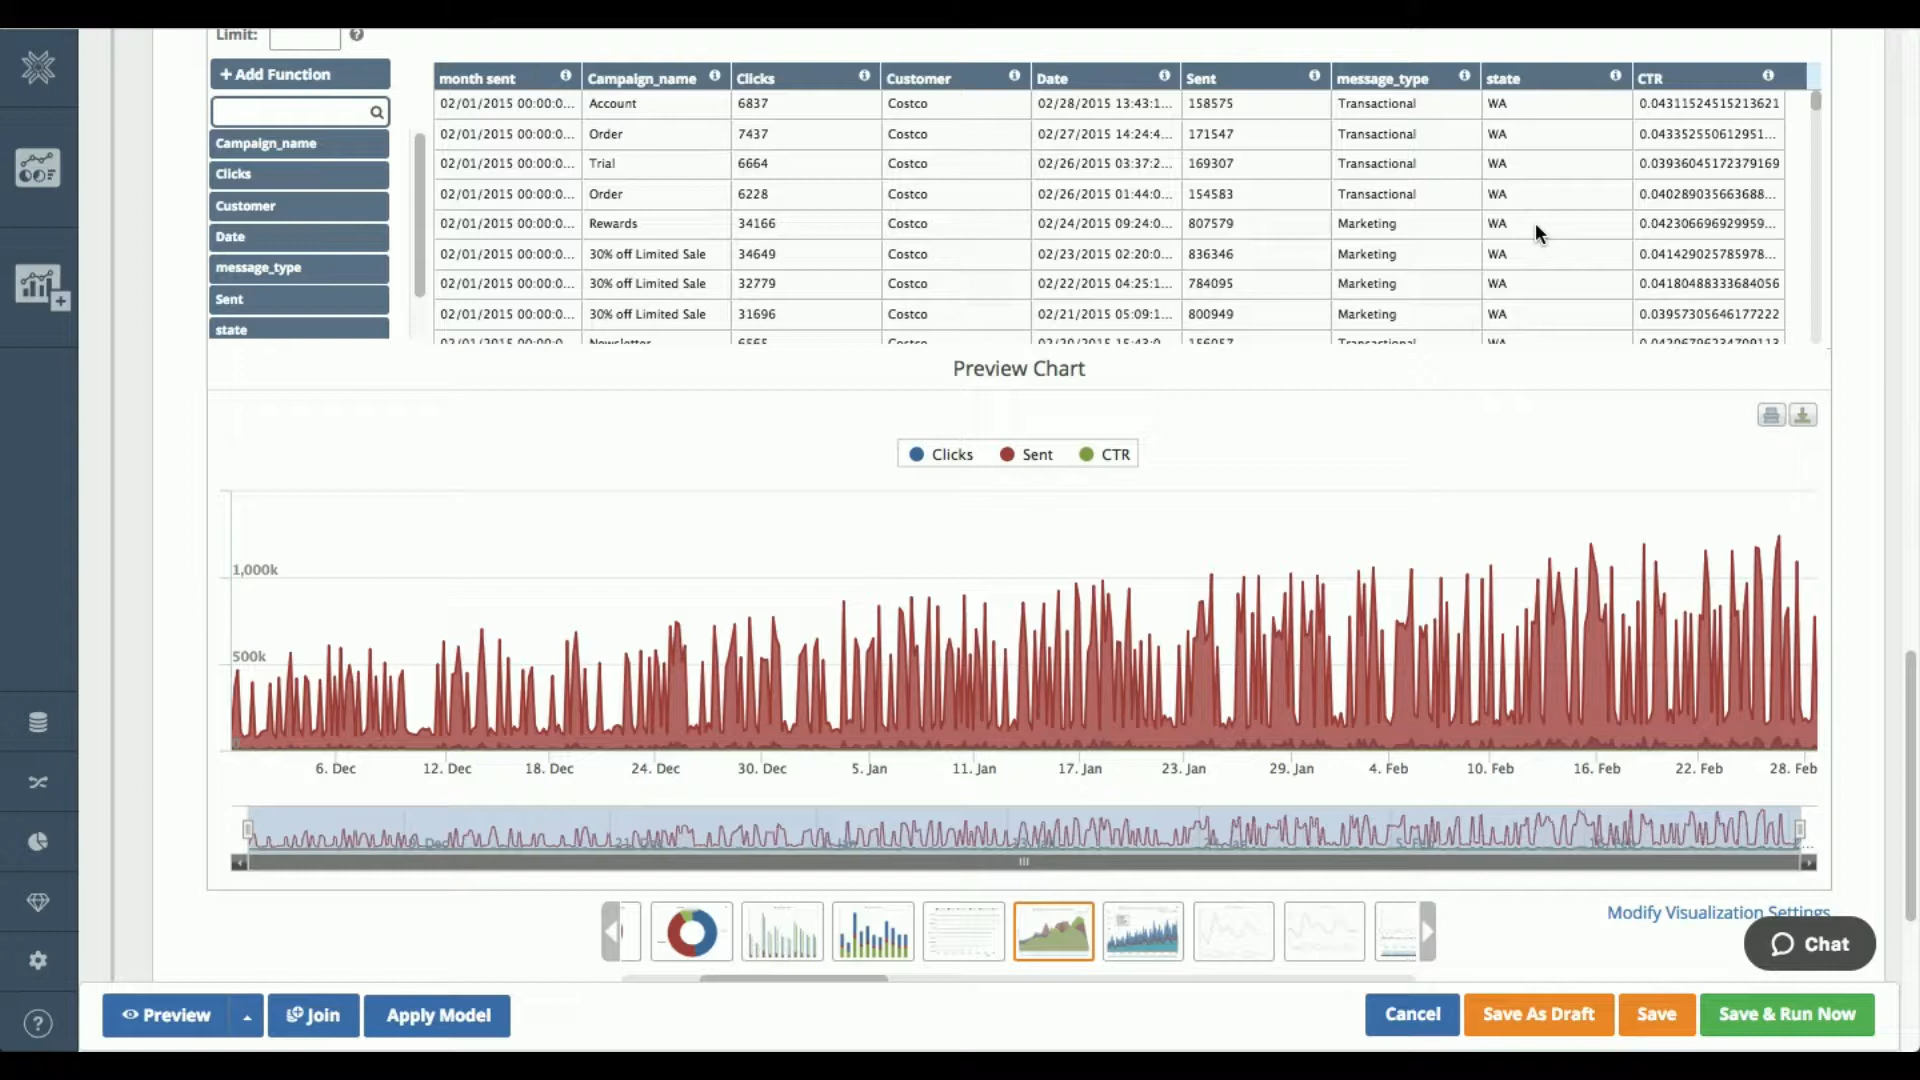 Limit:
+ Add Function
Campaign_name
Clicks
Customer
Date
message_type
Sent
state
month sent Campaign_name Clicks Customer Date Sent message_type state CTR
02/01/2015 00:00:0... Account 6837 Costco 02/28/2015 13:43:1... 158575 Transactional WA 0.04311524515213621
02/01/2015 00:00:0... Order 7437 Costco 02/27/2015 14:24:4... 171547 Transactional WA 0.043352550612951...
02/01/2015 00:00:0... Trial 6664 Costco 02/26/2015 03:37:2... 169307 Transactional WA 0.03936045172379169
02/01/2015 00:00:0... Order 6228 Costco 02/26/2015 01:44:0... 154583 Transactional WA 0.040289035663688...
02/01/2015 00:00:0... Rewards 34166 Costco 02/24/2015 09:24:0... 807579 Marketing WA 0.042306696929959...
02/01/2015 00:00:0... 30% off Limited Sale 34649 Costco 02/23/2015 02:20:0... 836346 Marketing WA 0.041429025785978...
02/01/2015 00:00:0... 30% off Limited Sale 32779 Costco 02/22/2015 04:25:1... 784095 Marketing WA 0.04180488333684056
02/01/2015 00:00:0... 30% off Limited Sale 31696 Costco 02/21/2015 05:09:1... 800949 Marketing WA 0.03957305646177222
Preview Chart
Clicks Sent CTR
1,000k
500k
6. Dec 12. Dec 18. Dec 24. Dec 30. Dec 5. Jan 11. Jan 17. Jan 23. Jan 29. Jan 4. Feb 10. Feb 16. Feb 22. Feb 28. Feb
Modify Visualization Settings
Chat
Preview Join Apply Model Cancel Save As Draft Save Save & Run Now